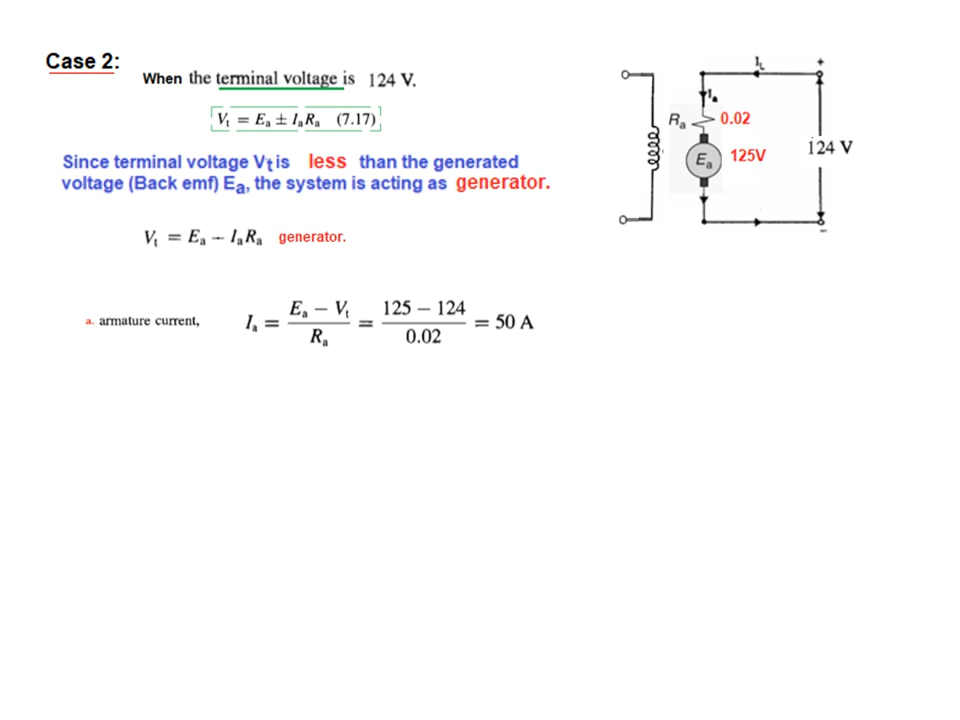 Case 2:
When the terminal voltage is 124 V.
Vt = Ea ± IaRa (7.17)
Since terminal voltage Vt is less than the generated
voltage (Back emf) Ea, the system is acting as generator.
Vt = Ea − IaRa generator.
a. armature current, Ia = (Ea − Vt) / Ra = (125 − 124) / 0.02 = 50 A
IL
+
Ia
Ra 0.02
124 V
Ea 125V
−